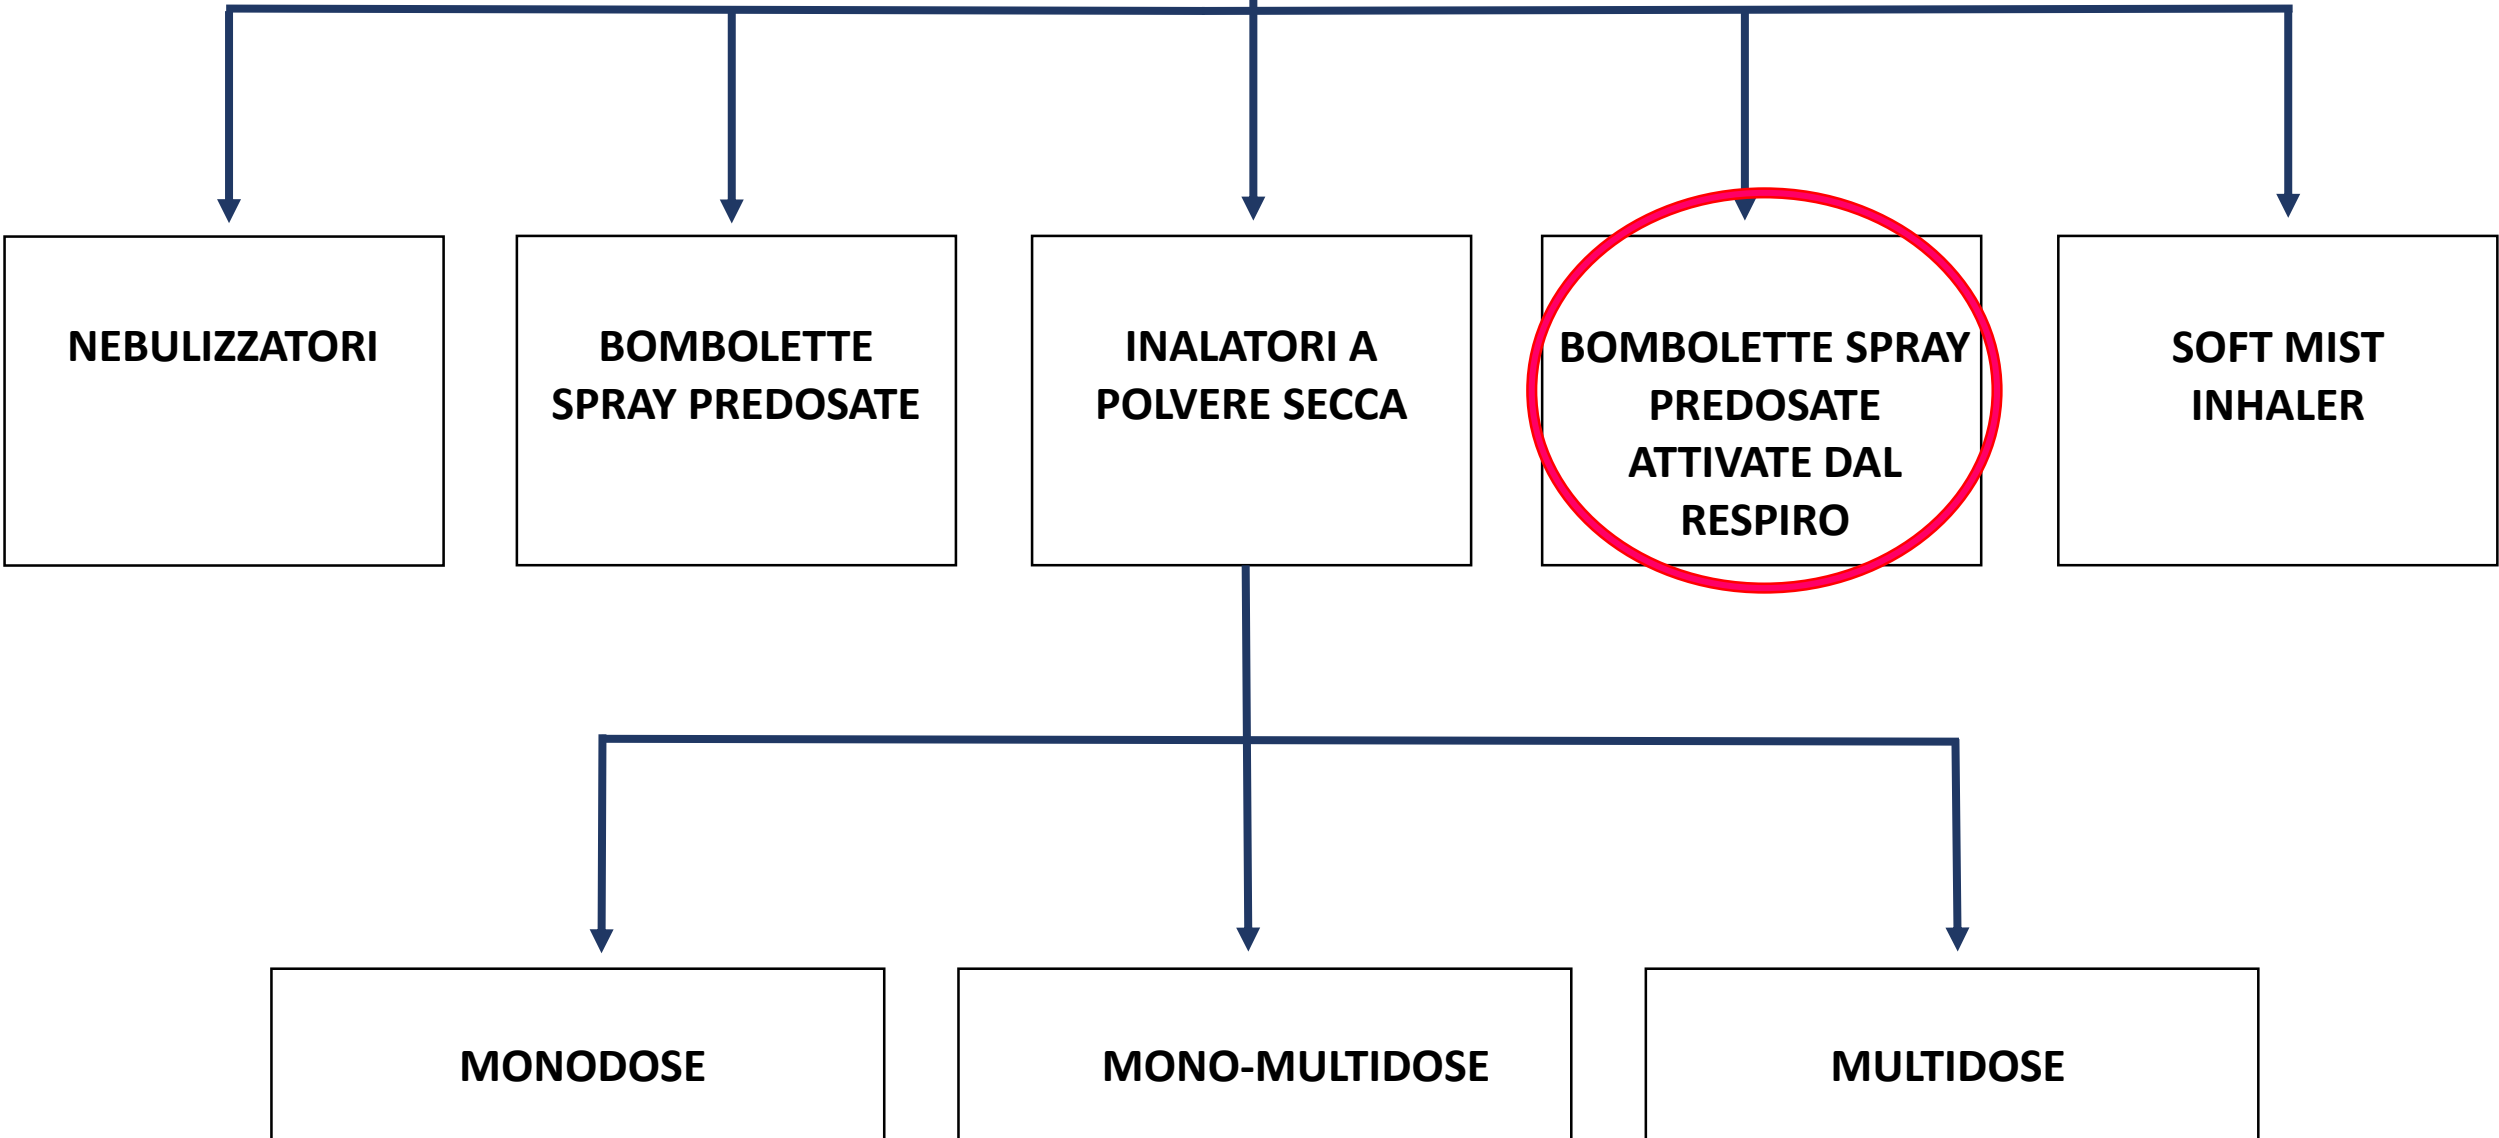 NEBULIZZATORI
BOMBOLETTE
SPRAY PREDOSATE
INALATORI A
POLVERE SECCA
BOMBOLETTE SPRAY
PREDOSATE
ATTIVATE DAL
RESPIRO
SOFT MIST
INHALER
MONODOSE
MONO-MULTIDOSE
MULTIDOSE